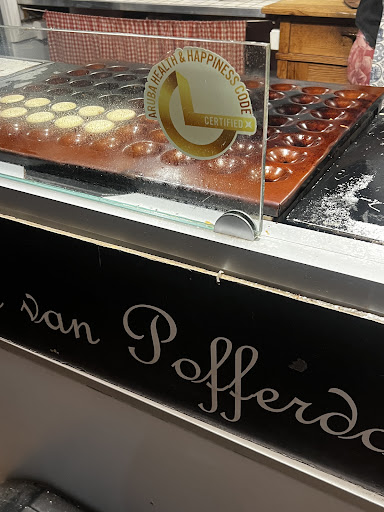 ARUBA HEALTH & HAPPINESS CODE
CERTIFIED
van Pofferd